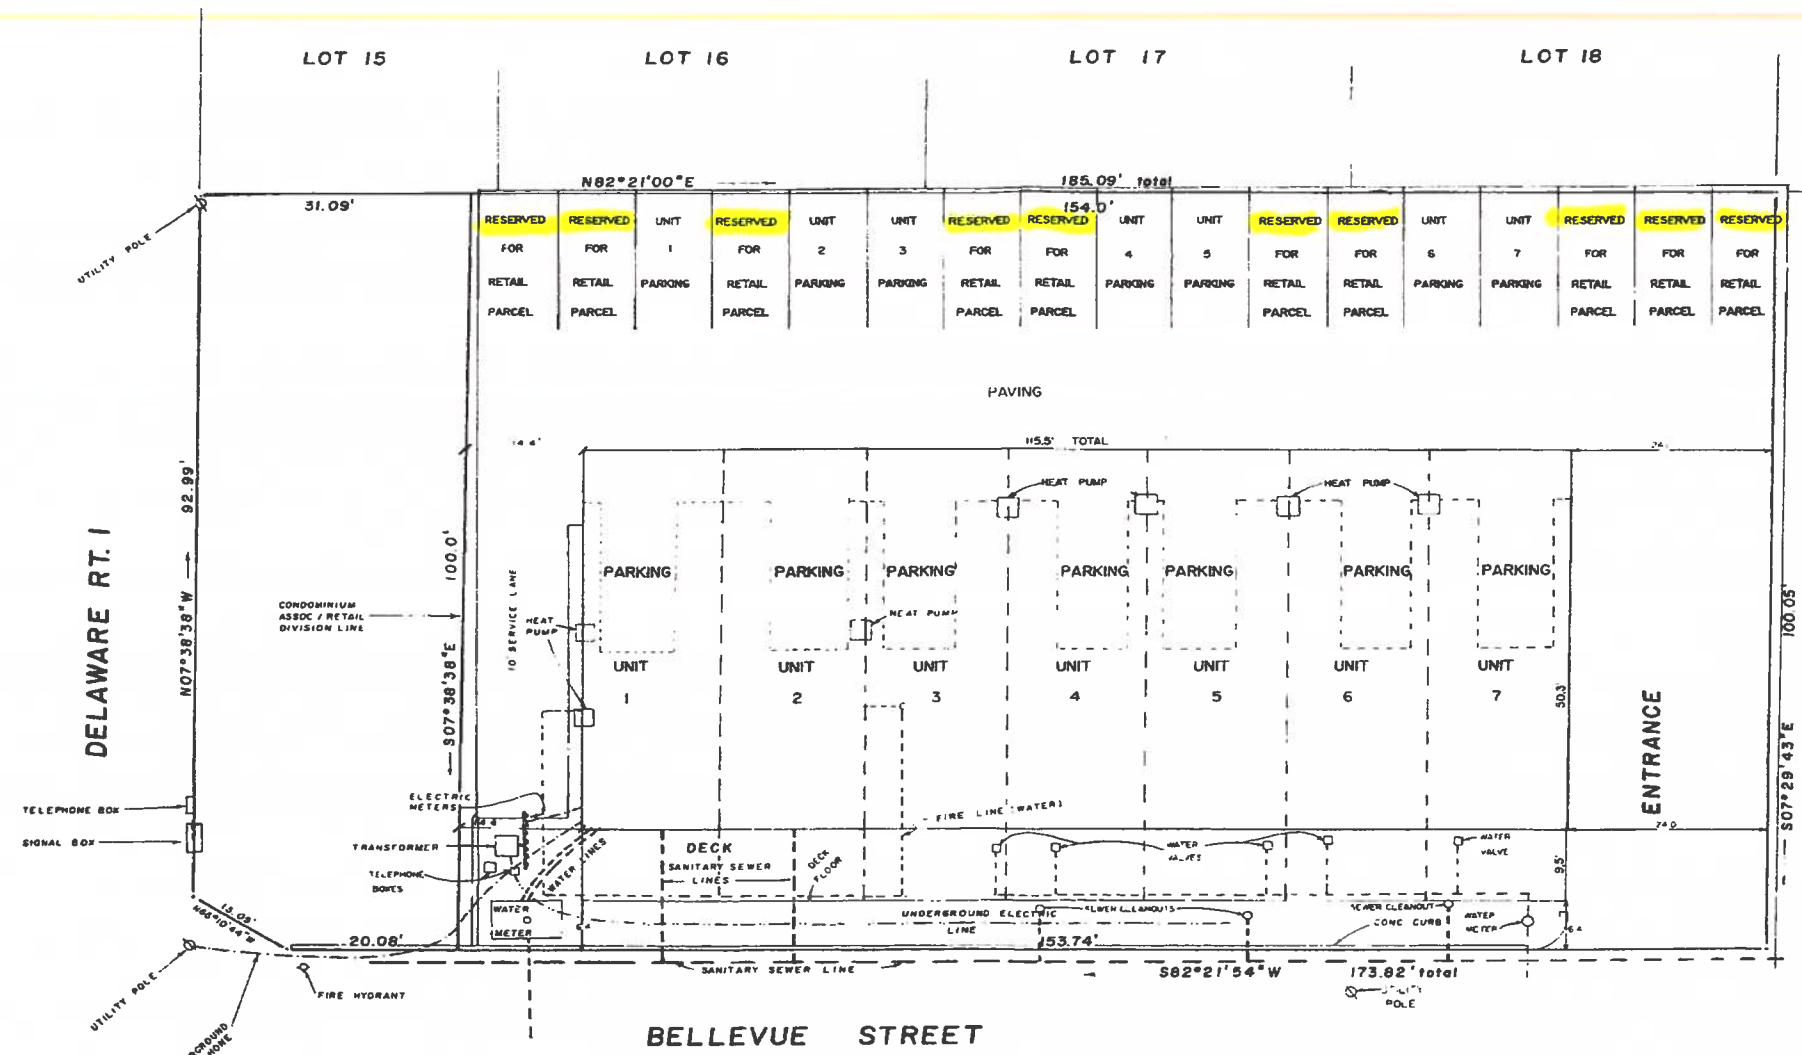 LOT 15
LOT 16
LOT 17
LOT 18
N82°21'00"E
185.09' total
31.09'
154.0'
UTILITY POLE
RESERVED FOR RETAIL PARCEL
RESERVED FOR RETAIL PARCEL
UNIT 1 PARKING
RESERVED FOR RETAIL PARCEL
UNIT 2 PARKING
UNIT 3 PARKING
RESERVED FOR RETAIL PARCEL
RESERVED FOR RETAIL PARCEL
UNIT 4 PARKING
UNIT 5 PARKING
RESERVED FOR RETAIL PARCEL
RESERVED FOR RETAIL PARCEL
UNIT 6 PARKING
UNIT 7 PARKING
RESERVED FOR RETAIL PARCEL
RESERVED FOR RETAIL PARCEL
RESERVED FOR RETAIL PARCEL
PAVING
14.4'
115.5' TOTAL
HEAT PUMP
HEAT PUMP
PARKING
PARKING
PARKING
PARKING
PARKING
PARKING
PARKING
DELAWARE RT. 1
N07°38'38"W
92.99'
100.0'
S07°38'38"E
CONDOMINIUM
ASSOC / RETAIL
DIVISION LINE
HEAT
PUMP
10' SERVICE LANE
HEAT PUMP
UNIT
1
UNIT
2
UNIT
3
UNIT
4
UNIT
5
UNIT
6
UNIT
7
50.3'
ENTRANCE
100.05'
S07°29'43"E
TELEPHONE BOX
SIGNAL BOX
ELECTRIC
METERS
TRANSFORMER
TELEPHONE
BOXES
WATER LINES
DECK
SANITARY SEWER
LINES
DECK
FLOOR
FIRE LINE (WATER)
WATER
VALVES
WATER
VALVE
24.0
9.5'
WATER
METER
UNDERGROUND ELECTRIC
LINE
SEWER CLEANOUTS
SEWER CLEANOUT
CONC CURB
WATER
METER
6.4
N65°10'44"W
20.08'
153.74'
SANITARY SEWER LINE
S82°21'54"W
173.82' total
UTILITY
POLE
UTILITY POLE
FIRE HYDRANT
BELLEVUE STREET